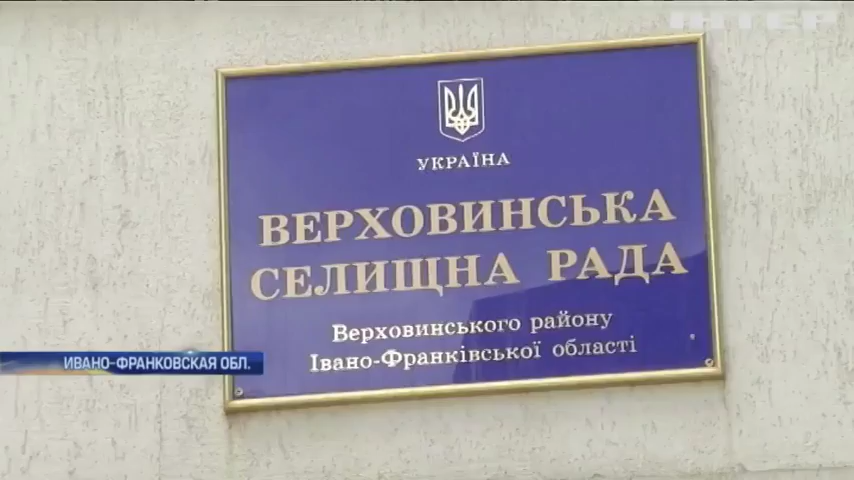 ІНТЕР
УКРАЇНА
ВЕРХОВИНСЬКА
СЕЛИЩНА РАДА
Верховинського району
Івано-Франківської області
ИВАНО-ФРАНКОВСКАЯ ОБЛ.